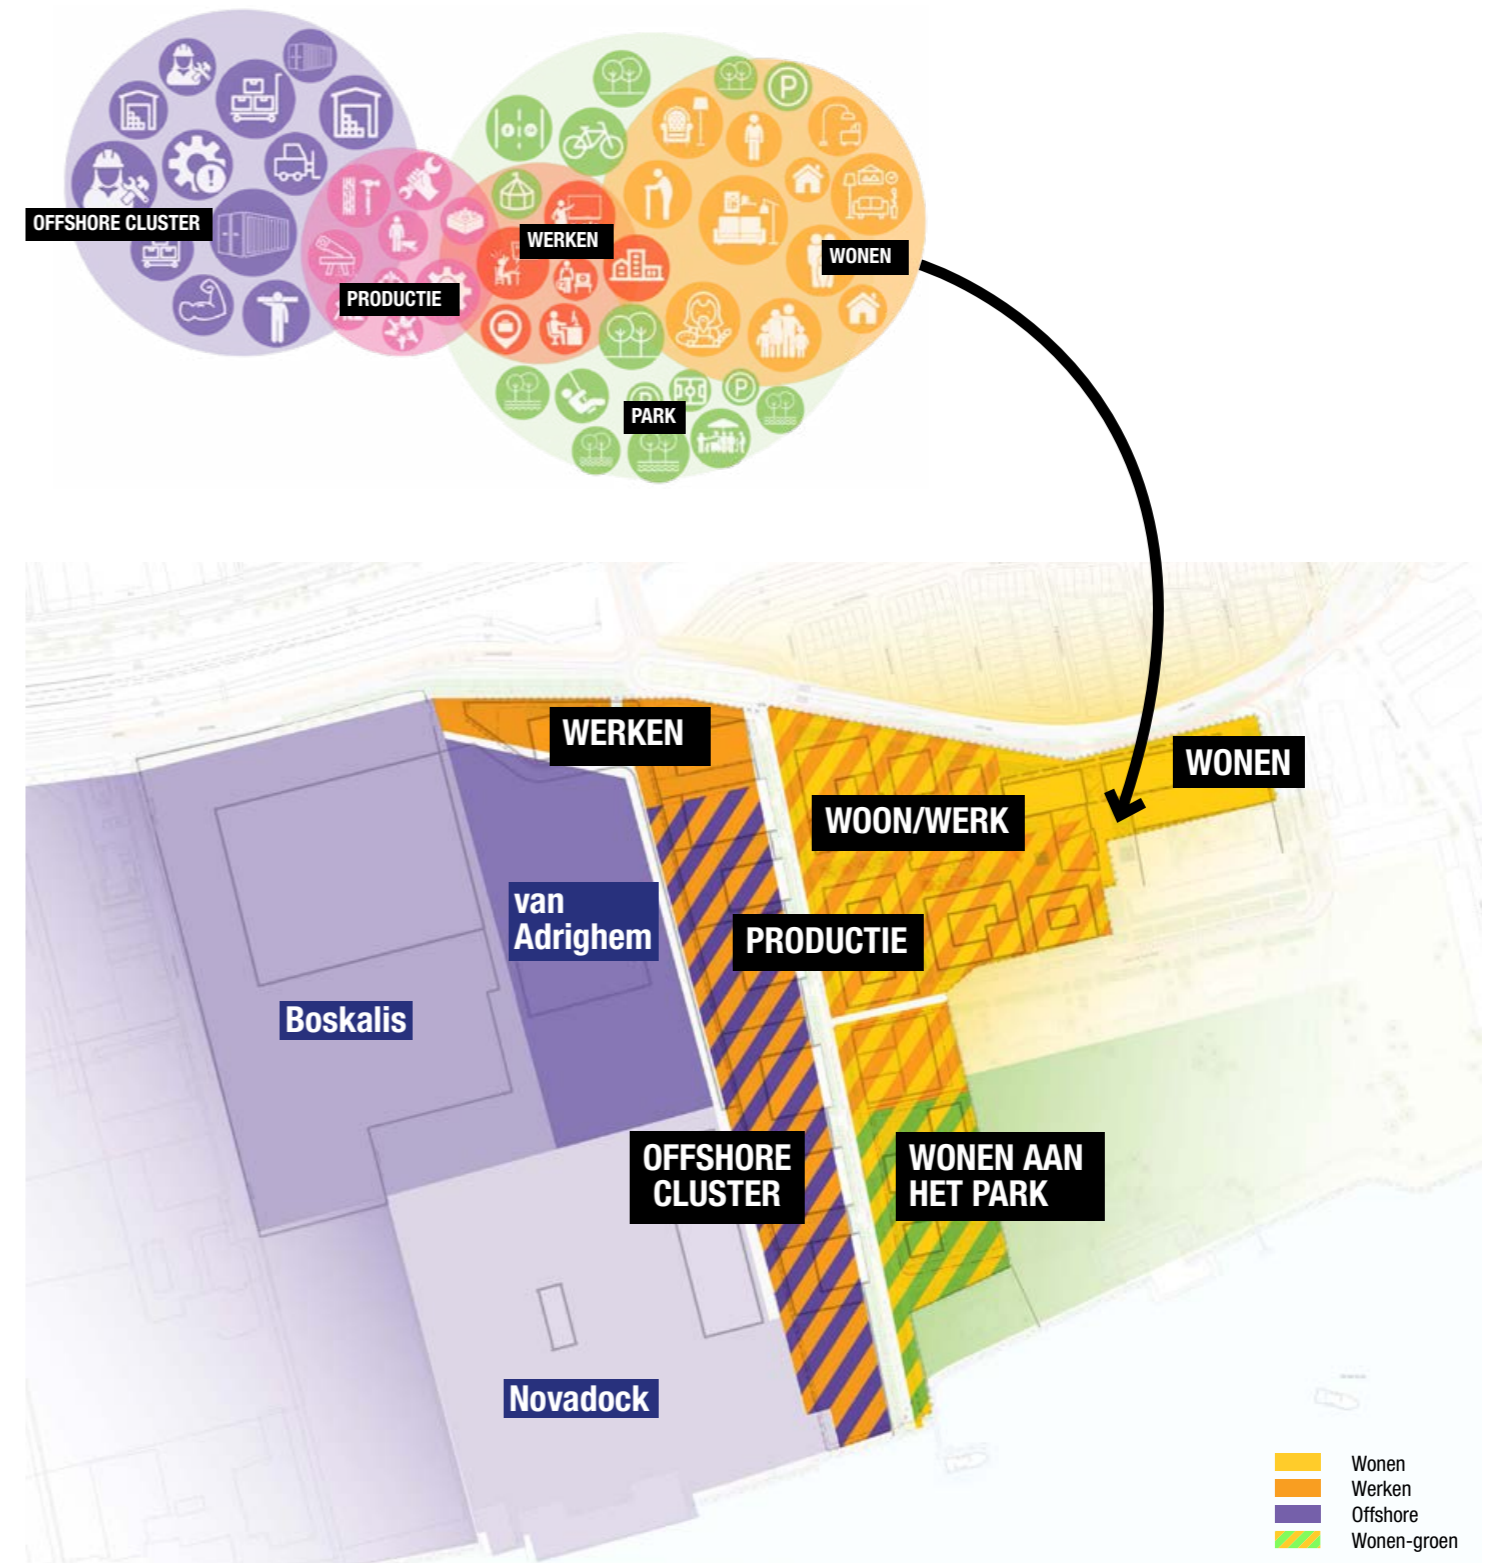 OFFSHORE CLUSTER
WERKEN
WONEN
PRODUCTIE
PARK
WERKEN
WONEN
WOON/WERK
van
Adrighem
PRODUCTIE
Boskalis
OFFSHORE
CLUSTER
WONEN AAN
HET PARK
Novadock
Wonen
Werken
Offshore
Wonen-groen